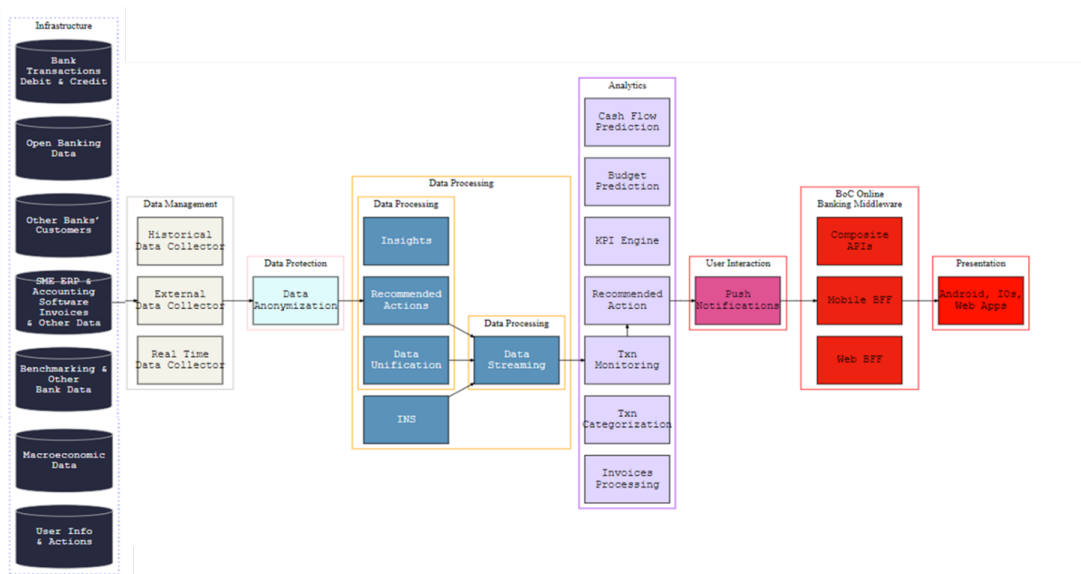 Infrastructure
Bank
Transactions
Debit & Credit
Open Banking
Data
Other Banks’
Customers
SME ERP &
Accounting
Software
Invoices
& Other Data
Benchmarking &
Other
Bank Data
Macroeconomic
Data
User Info
& Actions
Data Management
Historical
Data Collector
External
Data Collector
Real Time
Data Collector
Data Protection
Data
Anonymization
Data Processing
Data Processing
Insights
Recommended
Actions
Data
Unification
INS
Data Processing
Data
Streaming
Analytics
Cash Flow
Prediction
Budget
Prediction
KPI Engine
Recommended
Action
Txn
Monitoring
Txn
Categorization
Invoices
Processing
User Interaction
Push
Notifications
BoC Online
Banking Middleware
Composite
APIs
Mobile BFF
Web BFF
Presentation
Android, IOs,
Web Apps